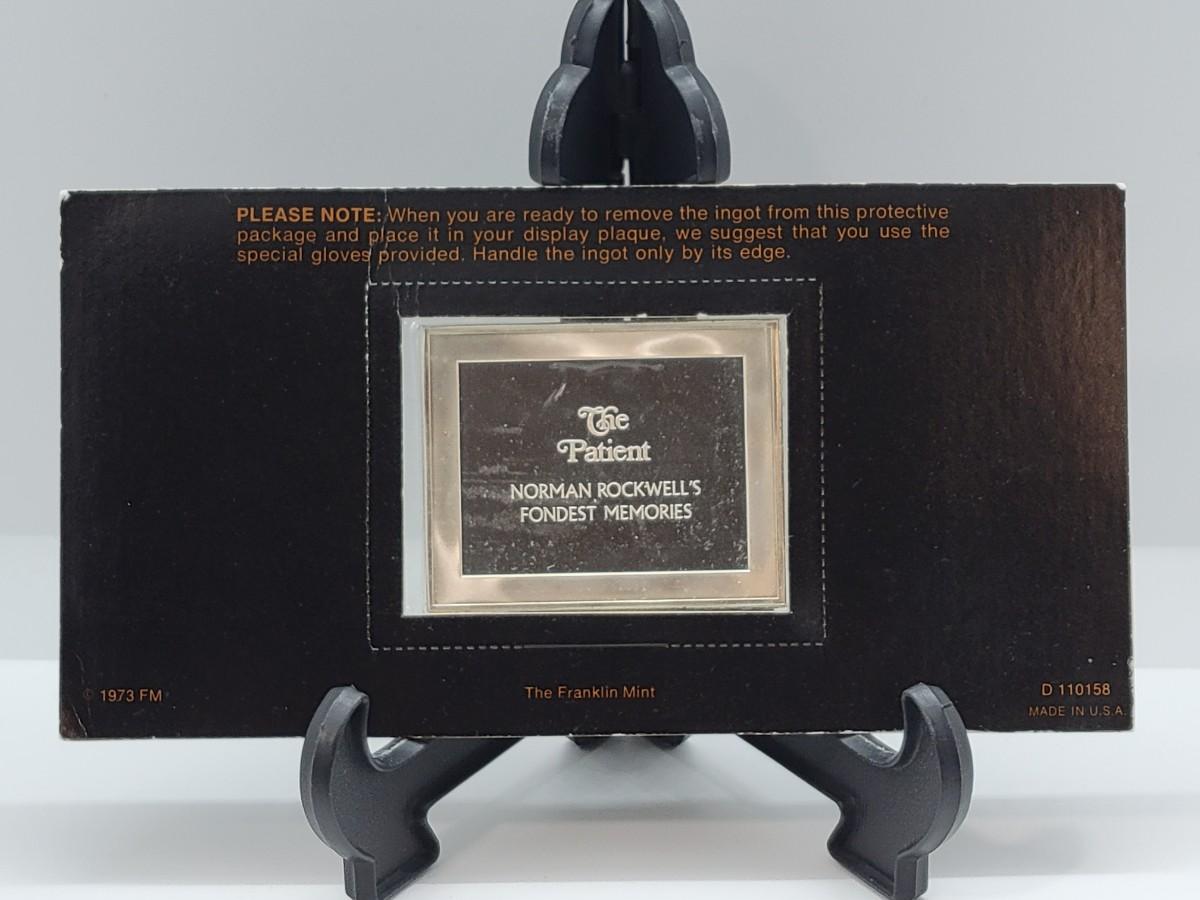 PLEASE NOTE: When you are ready to remove the ingot from this protective
package and place it in your display plaque, we suggest that you use the
special gloves provided. Handle the ingot only by its edge.
The
Patient
NORMAN ROCKWELL'S
FONDEST MEMORIES
© 1973 FM
The Franklin Mint
D 110158
MADE IN U.S.A.